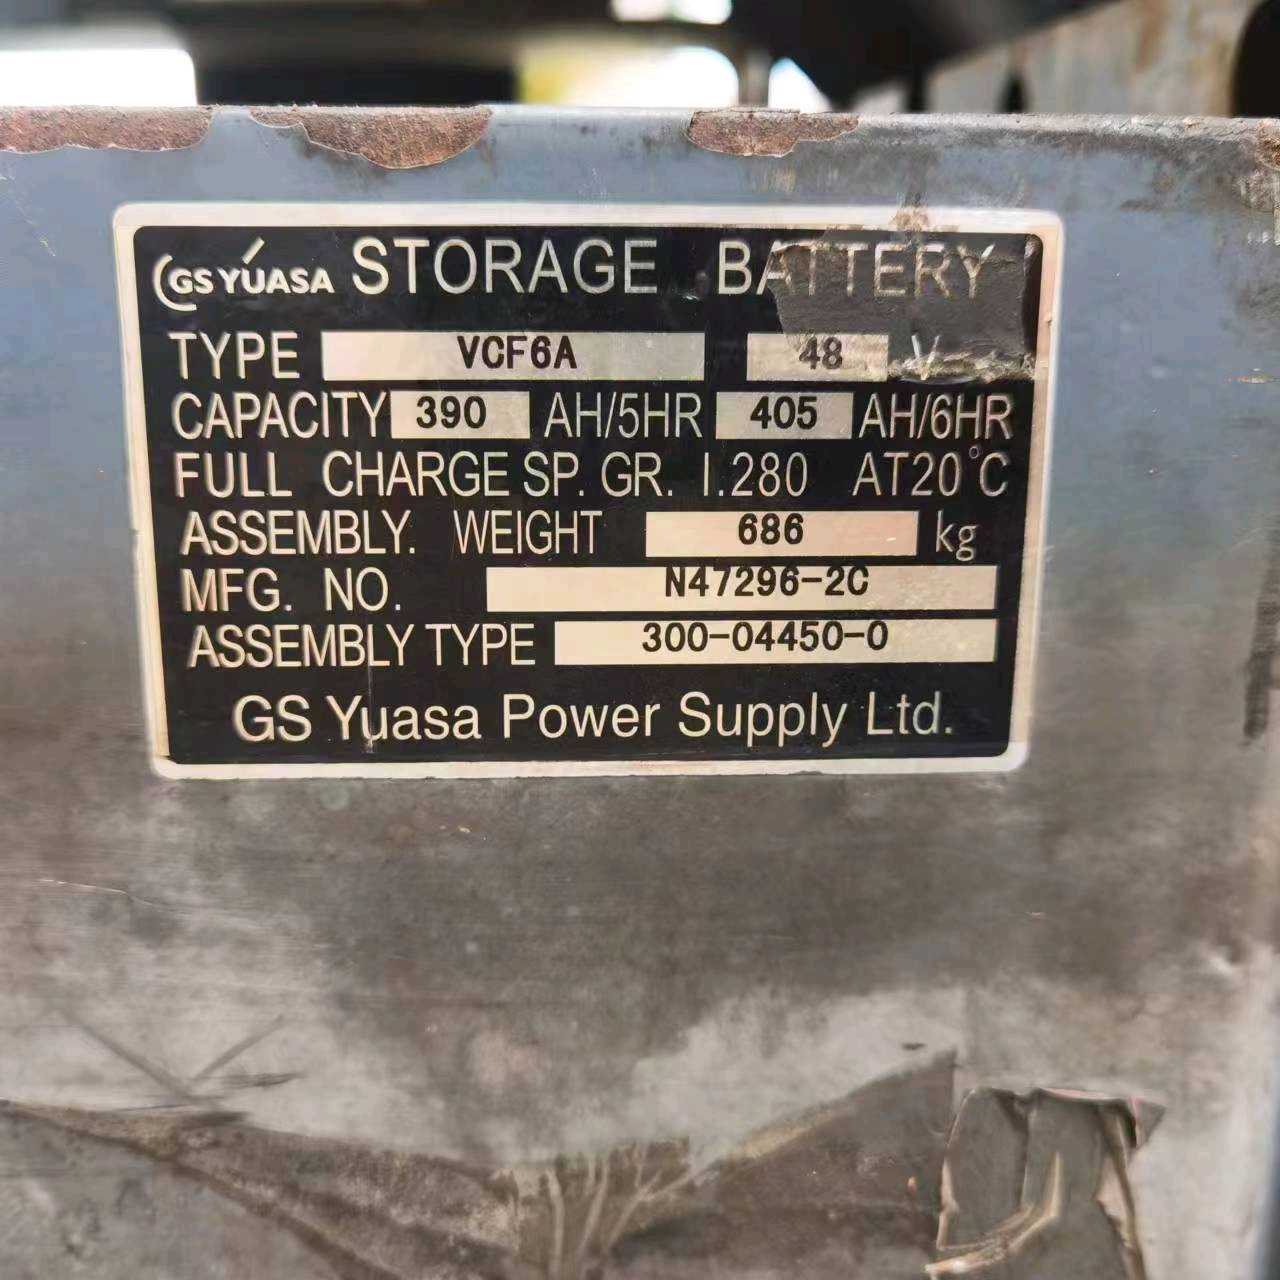 GS YUASA STORAGE BATTERY
TYPE VCF6A 48 V
CAPACITY 390 AH/5HR 405 AH/6HR
FULL CHARGE SP. GR. 1.280 AT20°C
ASSEMBLY. WEIGHT 686 kg
MFG. NO. N47296-2C
ASSEMBLY TYPE 300-04450-0
GS Yuasa Power Supply Ltd.